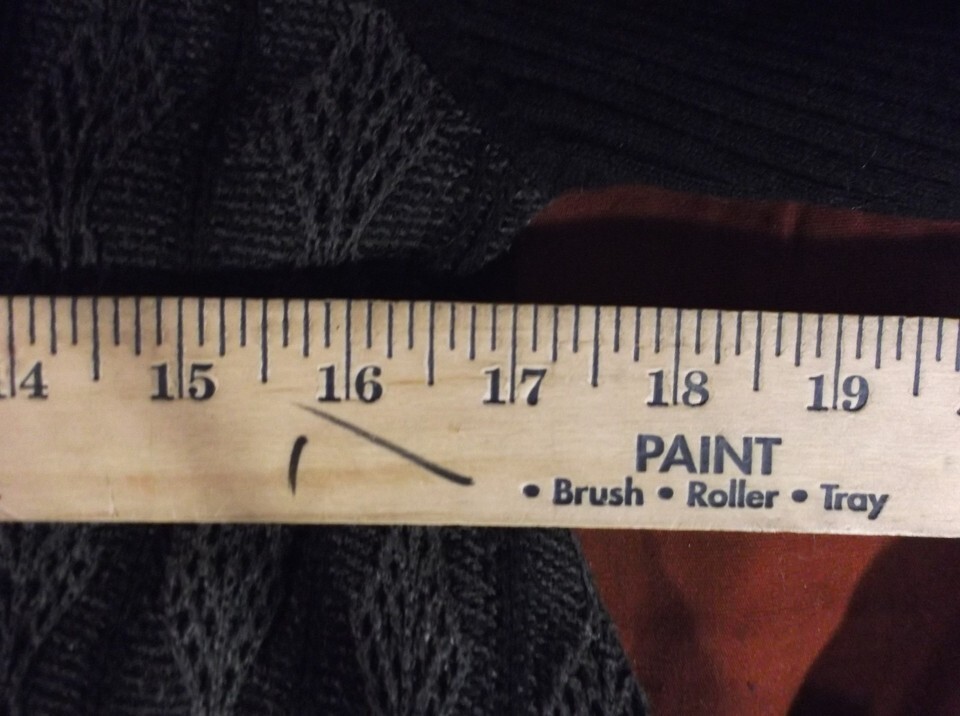 14 15 16 17 18 19
PAINT
• Brush • Roller • Tray